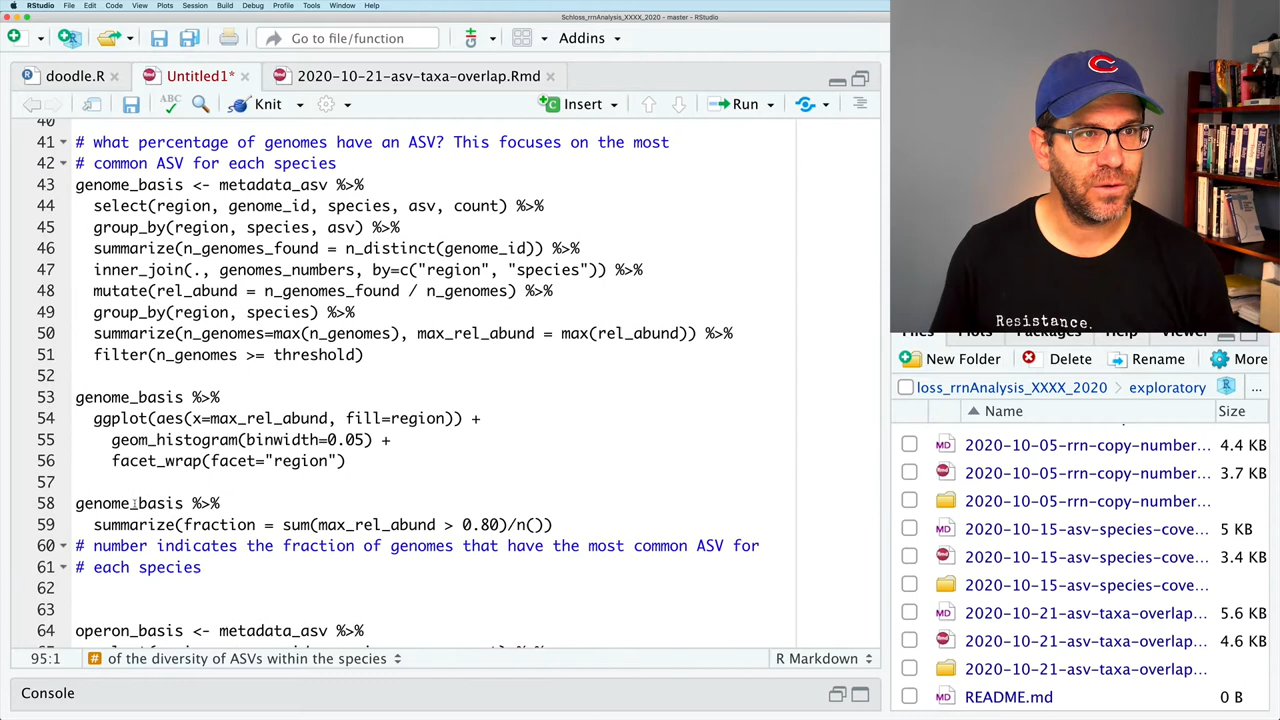 RStudio File Edit Code View Plots Session Build Debug Profile Tools Window Help
Schloss_rrnAnalysis_XXXX_2020 - master - RStudio
Go to file/function Addins
doodle.R Untitled1* 2020-10-21-asv-taxa-overlap.Rmd
ABC Knit Insert Run
40
41 # what percentage of genomes have an ASV? This focuses on the most
42 # common ASV for each species
43 genome_basis <- metadata_asv %>%
44 select(region, genome_id, species, asv, count) %>%
45 group_by(region, species, asv) %>%
46 summarize(n_genomes_found = n_distinct(genome_id)) %>%
47 inner_join(., genomes_numbers, by=c("region", "species")) %>%
48 mutate(rel_abund = n_genomes_found / n_genomes) %>%
49 group_by(region, species) %>%
50 summarize(n_genomes=max(n_genomes), max_rel_abund = max(rel_abund)) %>%
51 filter(n_genomes >= threshold)
52
53 genome_basis %>%
54 ggplot(aes(x=max_rel_abund, fill=region)) +
55 geom_histogram(binwidth=0.05) +
56 facet_wrap(facet="region")
57
58 genome_basis %>%
59 summarize(fraction = sum(max_rel_abund > 0.80)/n())
60 # number indicates the fraction of genomes that have the most common ASV for
61 # each species
62
63
64 operon_basis <- metadata_asv %>%
95:1 # of the diversity of ASVs within the species R Markdown
Console
C
Resistance.
Files Plots Packages Help Viewer
New Folder Delete Rename More
loss_rrnAnalysis_XXXX_2020 exploratory ...
Name Size
MD 2020-10-05-rrn-copy-number... 4.4 KB
2020-10-05-rrn-copy-number... 3.7 KB
2020-10-05-rrn-copy-number...
MD 2020-10-15-asv-species-cove... 5 KB
2020-10-15-asv-species-cove... 3.4 KB
2020-10-15-asv-species-cove...
MD 2020-10-21-asv-taxa-overlap... 5.6 KB
2020-10-21-asv-taxa-overlap... 4.6 KB
2020-10-21-asv-taxa-overlap...
MD README.md 0 B